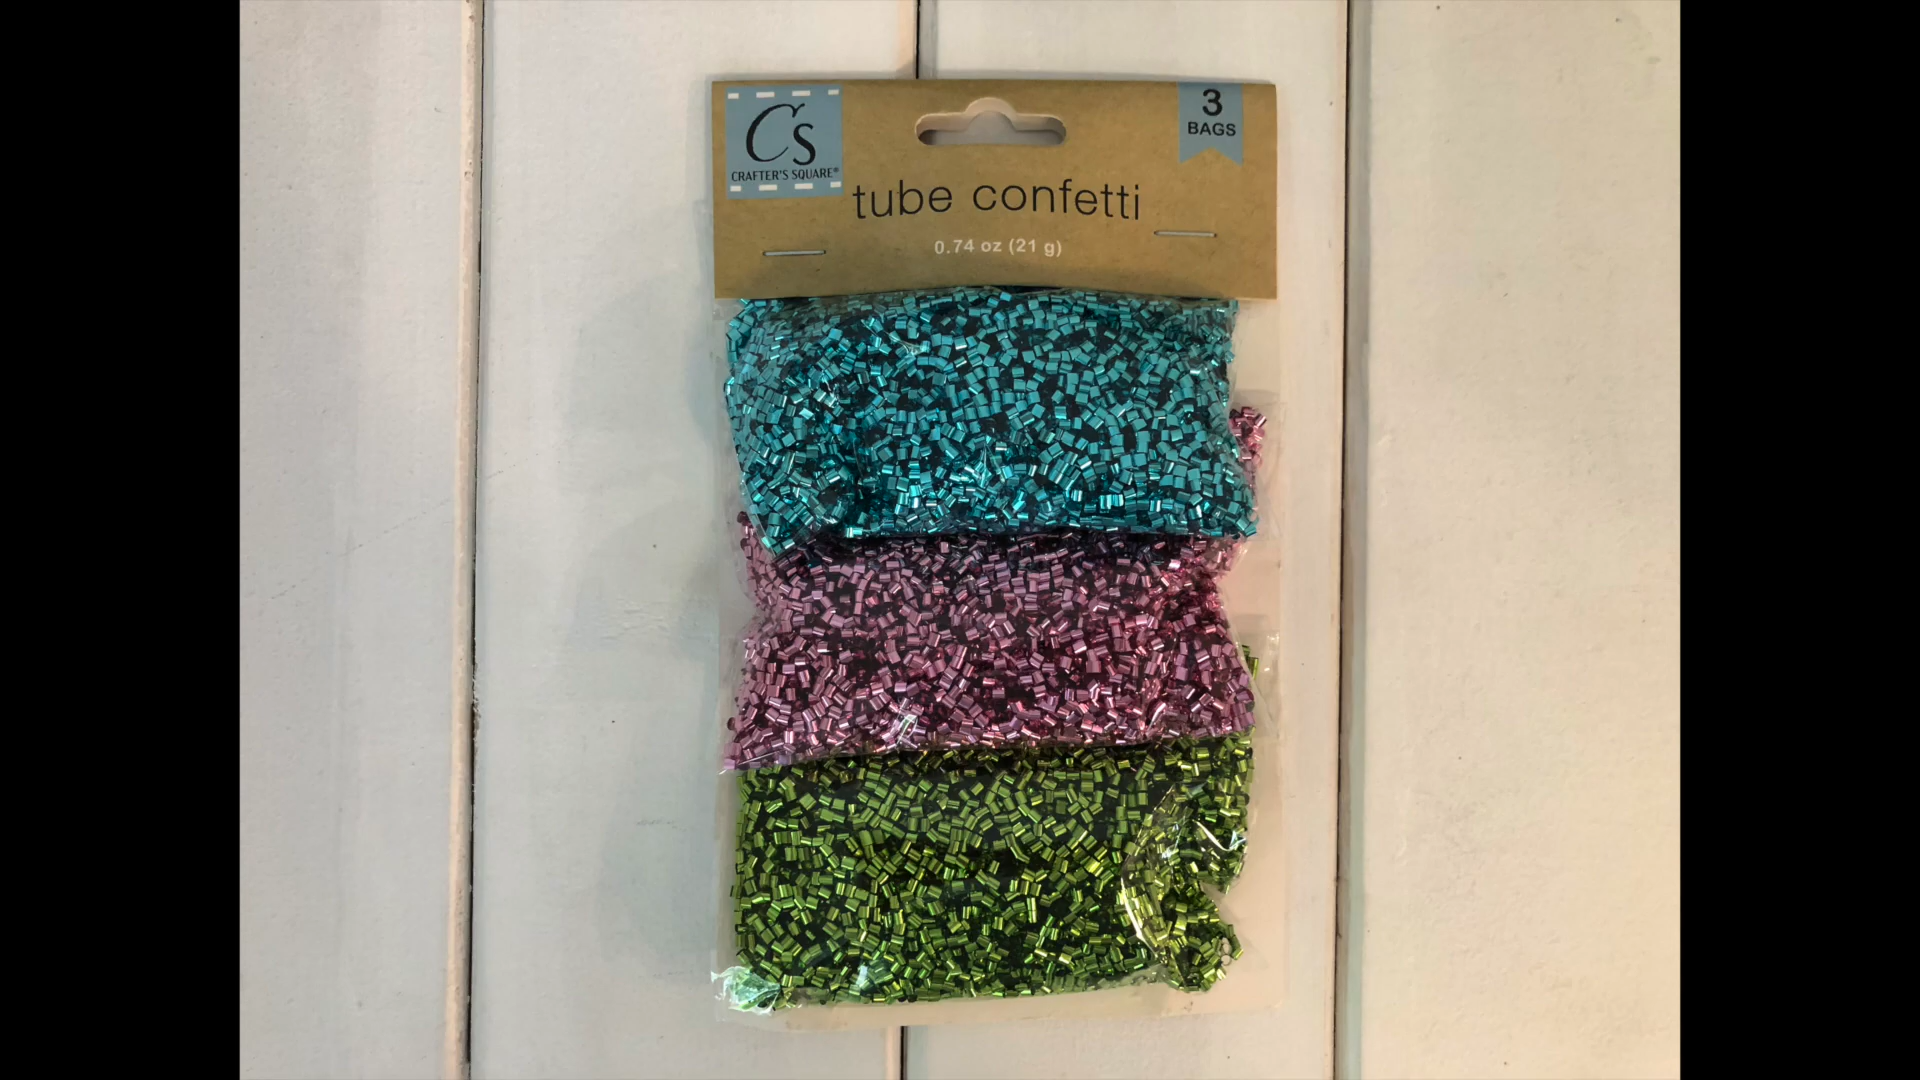 Cs
CRAFTER'S SQUARE®
3
BAGS
tube confetti
0.74 oz (21 g)